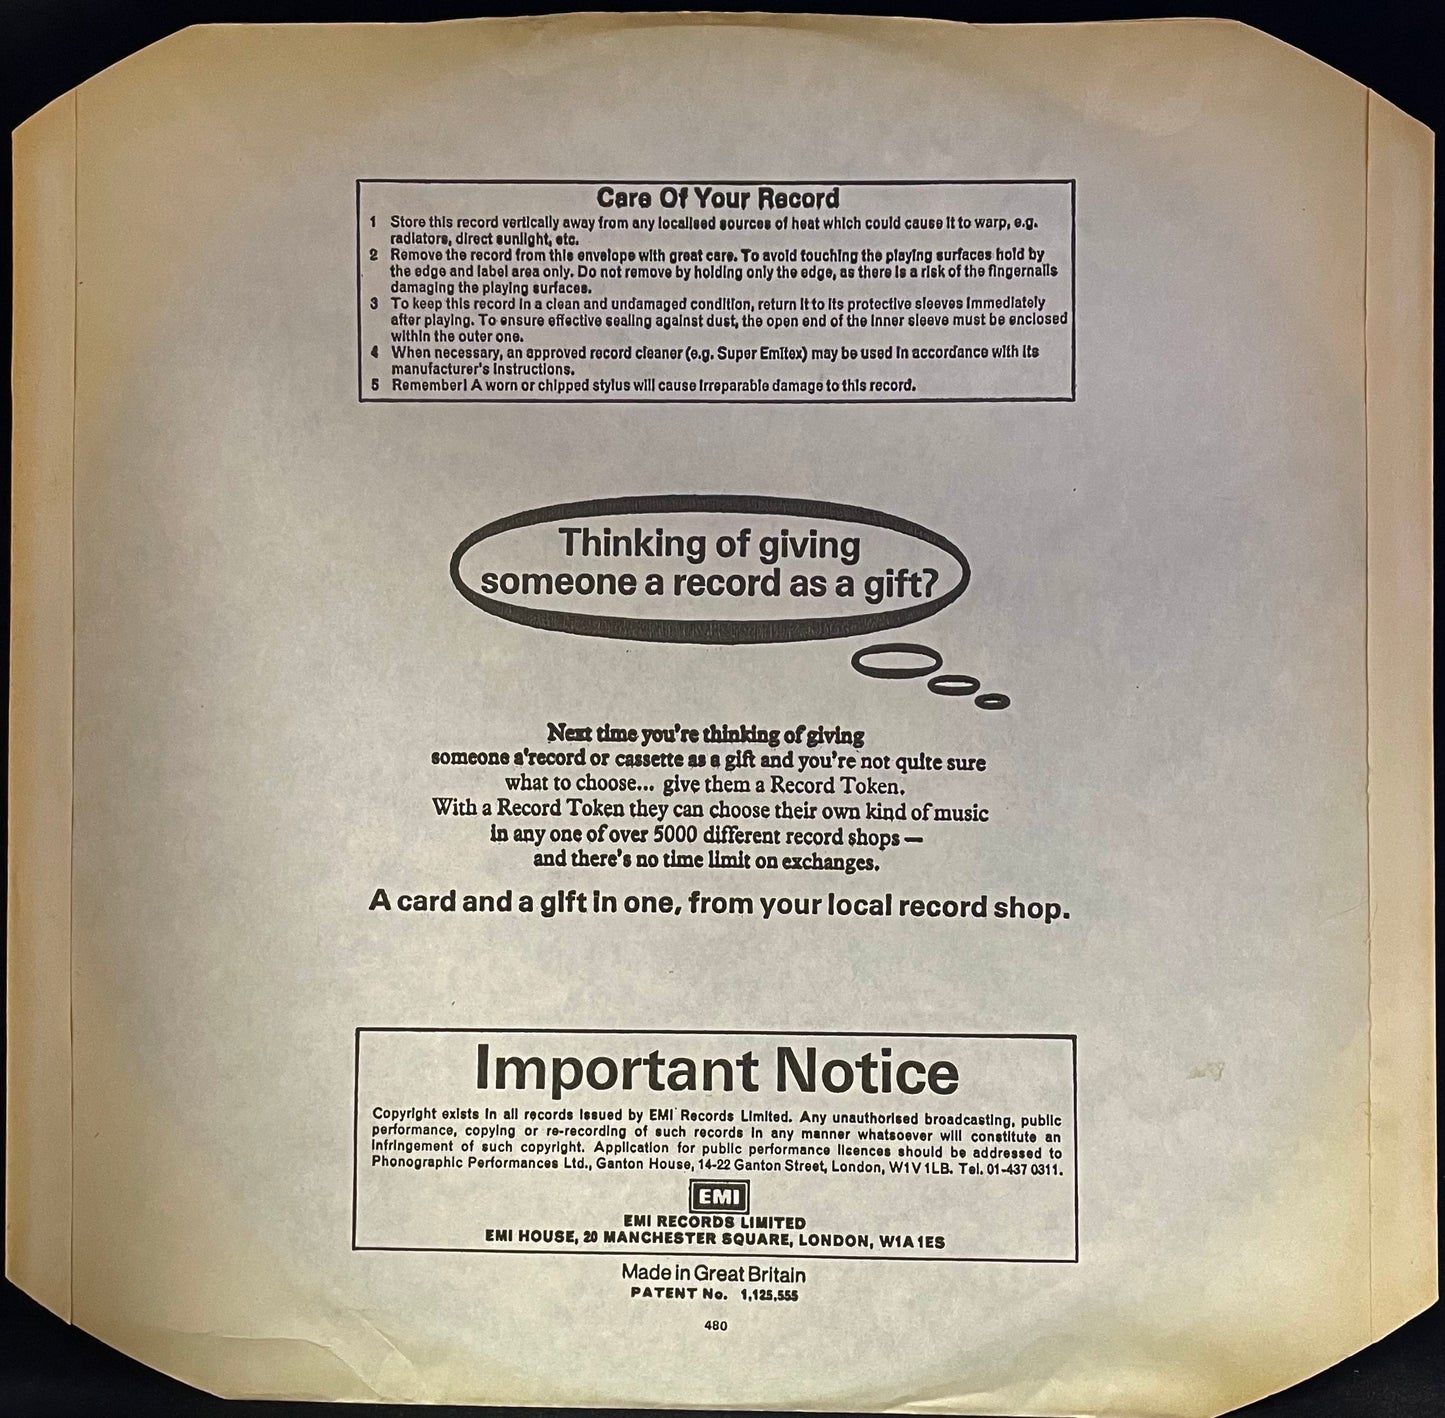 Care Of Your Record
1 Store this record vertically away from any localised sources of heat which could cause it to warp, e.g.
radiators, direct sunlight, etc.
2 Remove the record from this envelope with great care. To avoid touching the playing surfaces hold by
the edge and label area only. Do not remove by holding only the edge, as there is a risk of the fingernails
damaging the playing surfaces.
3 To keep this record in a clean and undamaged condition, return it to its protective sleeves immediately
after playing. To ensure effective sealing against dust, the open end of the inner sleeve must be enclosed
within the outer one.
4 When necessary, an approved record cleaner (e.g. Super Emitex) may be used in accordance with its
manufacturer's instructions.
5 Remember! A worn or chipped stylus will cause irreparable damage to this record.
Thinking of giving
someone a record as a gift?
Next time you're thinking of giving
someone a record or cassette as a gift and you're not quite sure
what to choose... give them a Record Token.
With a Record Token they can choose their own kind of music
in any one of over 5000 different record shops —
and there's no time limit on exchanges.
A card and a gift in one, from your local record shop.
Important Notice
Copyright exists in all records issued by EMI Records Limited. Any unauthorised broadcasting, public
performance, copying or re-recording of such records in any manner whatsoever will constitute an
infringement of such copyright. Application for public performance licences should be addressed to
Phonographic Performances Ltd., Ganton House, 14-22 Ganton Street, London, W1V 1LB. Tel. 01-437 0311.
EMI
EMI RECORDS LIMITED
EMI HOUSE, 20 MANCHESTER SQUARE, LONDON, W1A 1ES
Made in Great Britain
PATENT No. 1,125,555
480